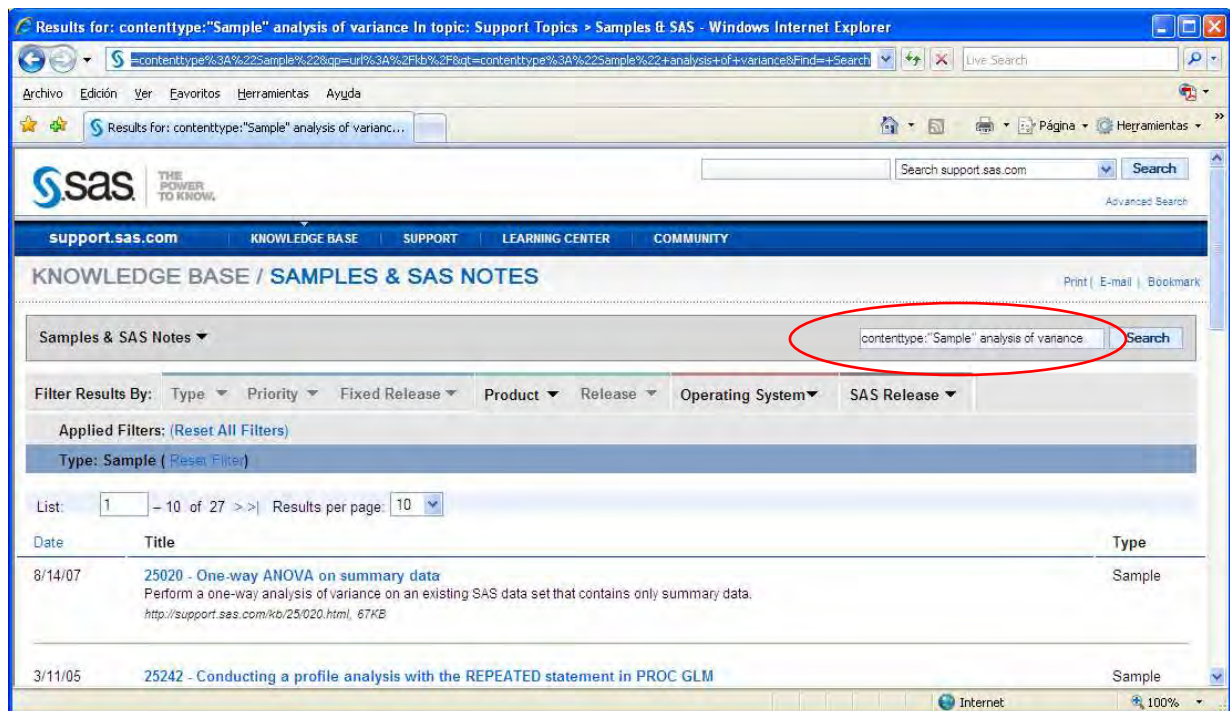 Results for: contenttype:"Sample" analysis of variance In topic: Support Topics > Samples & SAS - Windows Internet Explorer
=contenttype%3A%22Sample%22&qp=url%3A%2Fkb%2F&qt=contenttype%3A%22Sample%22+analysis+of+variance&Find=+Search
Live Search
Archivo Edición Ver Favoritos Herramientas Ayuda
Results for: contenttype:"Sample" analysis of varianc...
Página
Herramientas
»
S.sas THE POWER TO KNOW.
Search support.sas.com
Search
Advanced Search
support.sas.com KNOWLEDGE BASE SUPPORT LEARNING CENTER COMMUNITY
KNOWLEDGE BASE / SAMPLES & SAS NOTES
Print | E-mail | Bookmark
Samples & SAS Notes
contenttype:"Sample" analysis of variance
Search
Filter Results By: Type Priority Fixed Release Product Release Operating System SAS Release
Applied Filters: (Reset All Filters)
Type: Sample ( Reset Filter)
List: 1 – 10 of 27 > >| Results per page: 10
Date Title Type
8/14/07 25020 - One-way ANOVA on summary data Sample
Perform a one-way analysis of variance on an existing SAS data set that contains only summary data.
http://support.sas.com/kb/25/020.html, 67KB
3/11/05 25242 - Conducting a profile analysis with the REPEATED statement in PROC GLM Sample
Internet 100%